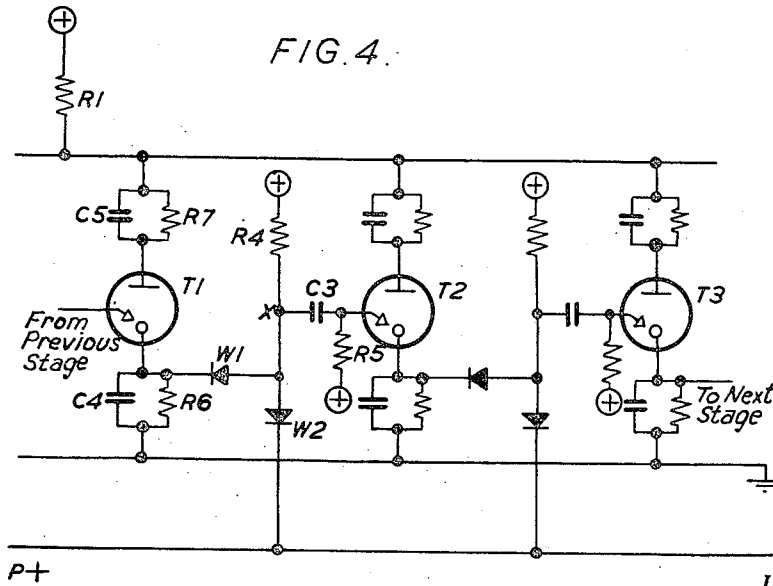 FIG.4.
R1
C5
R7
R4
C3
T1
T2
T3
From
Previous
Stage
X
W1
R5
C4
R6
W2
To Next
Stage
P+